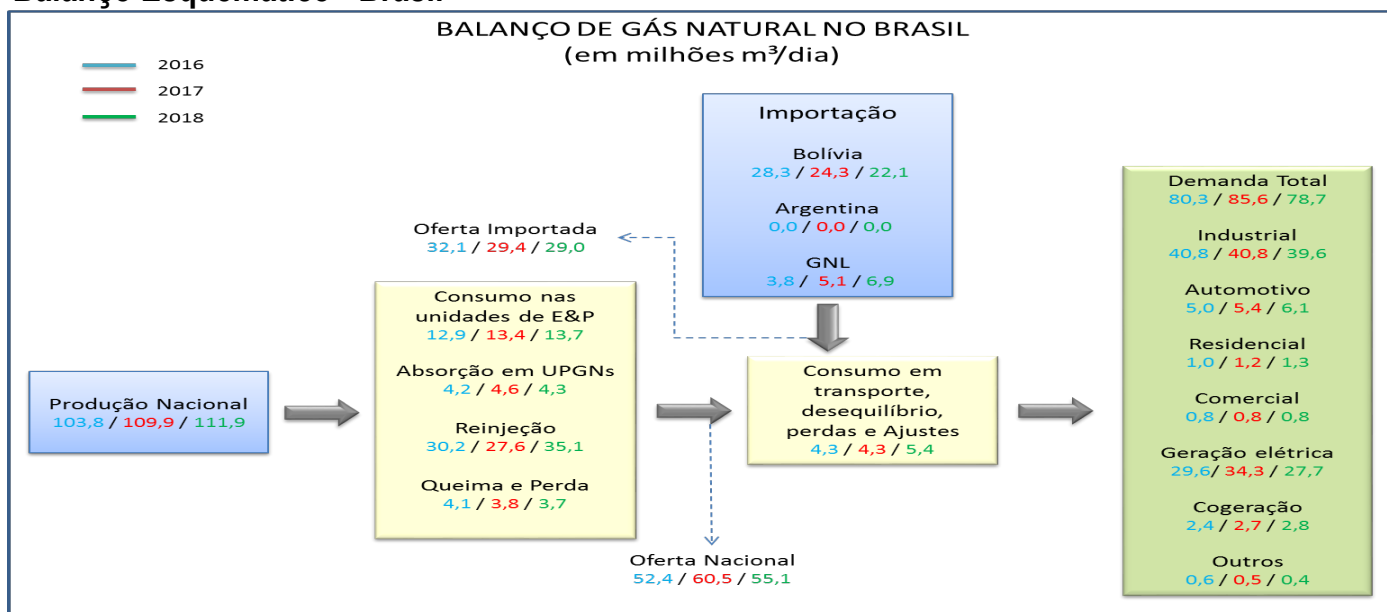 Balanço Esquemático - Brasil
BALANÇO DE GÁS NATURAL NO BRASIL
(em milhões m³/dia)
2016
2017
2018
Importação
Bolívia
28,3 / 24,3 / 22,1
Argentina
0,0 / 0,0 / 0,0
GNL
3,8 / 5,1 / 6,9
Oferta Importada
32,1 / 29,4 / 29,0
Produção Nacional
103,8 / 109,9 / 111,9
Consumo nas
unidades de E&P
12,9 / 13,4 / 13,7
Absorção em UPGNs
4,2 / 4,6 / 4,3
Reinjeção
30,2 / 27,6 / 35,1
Queima e Perda
4,1 / 3,8 / 3,7
Oferta Nacional
52,4 / 60,5 / 55,1
Consumo em
transporte,
desequilíbrio,
perdas e Ajustes
4,3 / 4,3 / 5,4
Demanda Total
80,3 / 85,6 / 78,7
Industrial
40,8 / 40,8 / 39,6
Automotivo
5,0 / 5,4 / 6,1
Residencial
1,0 / 1,2 / 1,3
Comercial
0,8 / 0,8 / 0,8
Geração elétrica
29,6/ 34,3 / 27,7
Cogeração
2,4 / 2,7 / 2,8
Outros
0,6 / 0,5 / 0,4